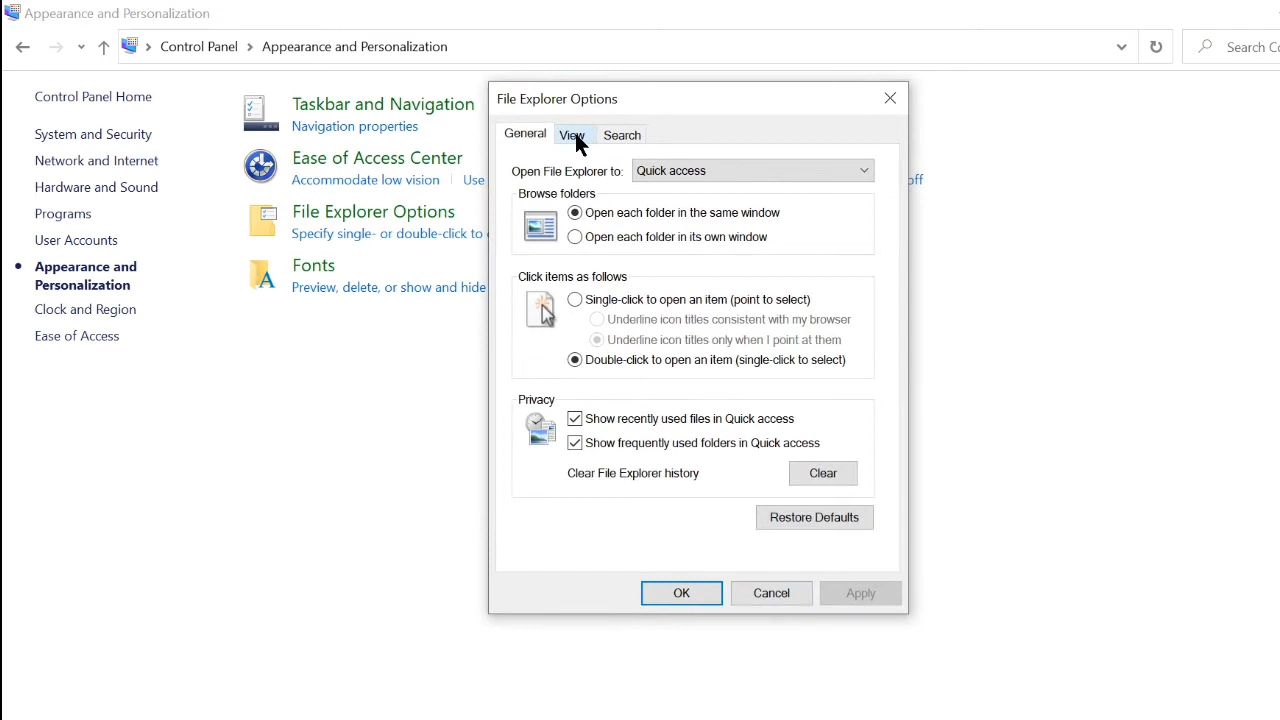 Appearance and Personalization
Control Panel > Appearance and Personalization
Search Co
Control Panel Home
System and Security
Network and Internet
Hardware and Sound
Programs
User Accounts
Appearance and
Personalization
Clock and Region
Ease of Access
Taskbar and Navigation
Navigation properties
Ease of Access Center
Accommodate low vision
Use
off
File Explorer Options
Specify single- or double-click to o
Fonts
Preview, delete, or show and hide
File Explorer Options
General
View
Search
Open File Explorer to:
Quick access
Browse folders
Open each folder in the same window
Open each folder in its own window
Click items as follows
Single-click to open an item (point to select)
Underline icon titles consistent with my browser
Underline icon titles only when I point at them
Double-click to open an item (single-click to select)
Privacy
Show recently used files in Quick access
Show frequently used folders in Quick access
Clear File Explorer history
Clear
Restore Defaults
OK
Cancel
Apply